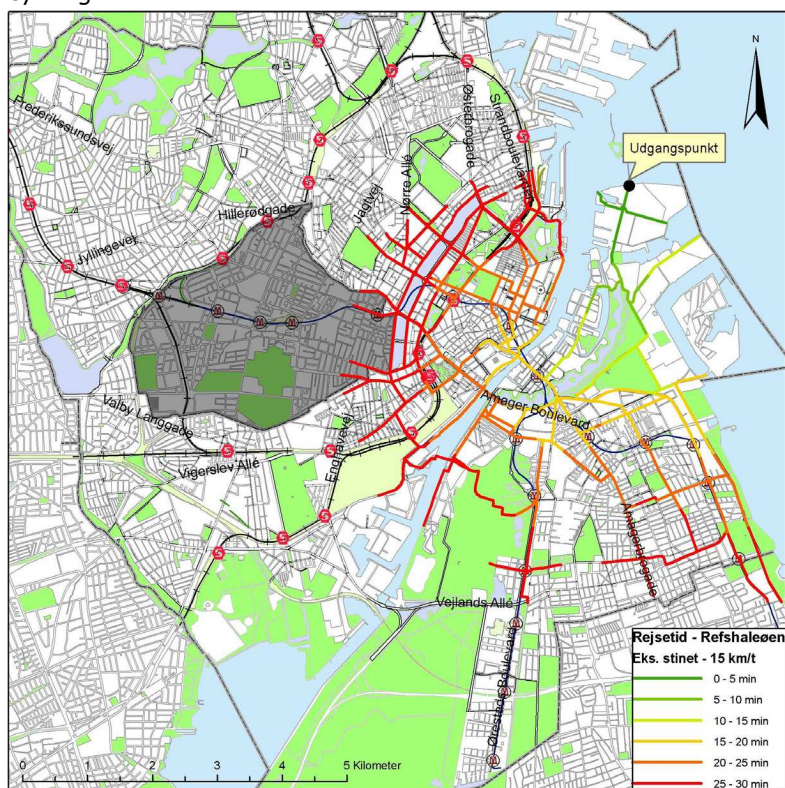 N
Udgangspunkt
Frederikssundsvej
Hillerødgade
Jyllingevej
Jagtvej
Nørre Allé
Østerbrogade
Strandboulevarden
Amager Boulevard
Valby Langgade
Vigerslev Allé
Enghavevej
Amagerbrogade
Vejlands Allé
Ørestads Boulevard
Rejsetid - Refshaleøen
Eks. stinet - 15 km/t
0 - 5 min
5 - 10 min
10 - 15 min
15 - 20 min
20 - 25 min
25 - 30 min
0 1 2 3 4 5 Kilometer